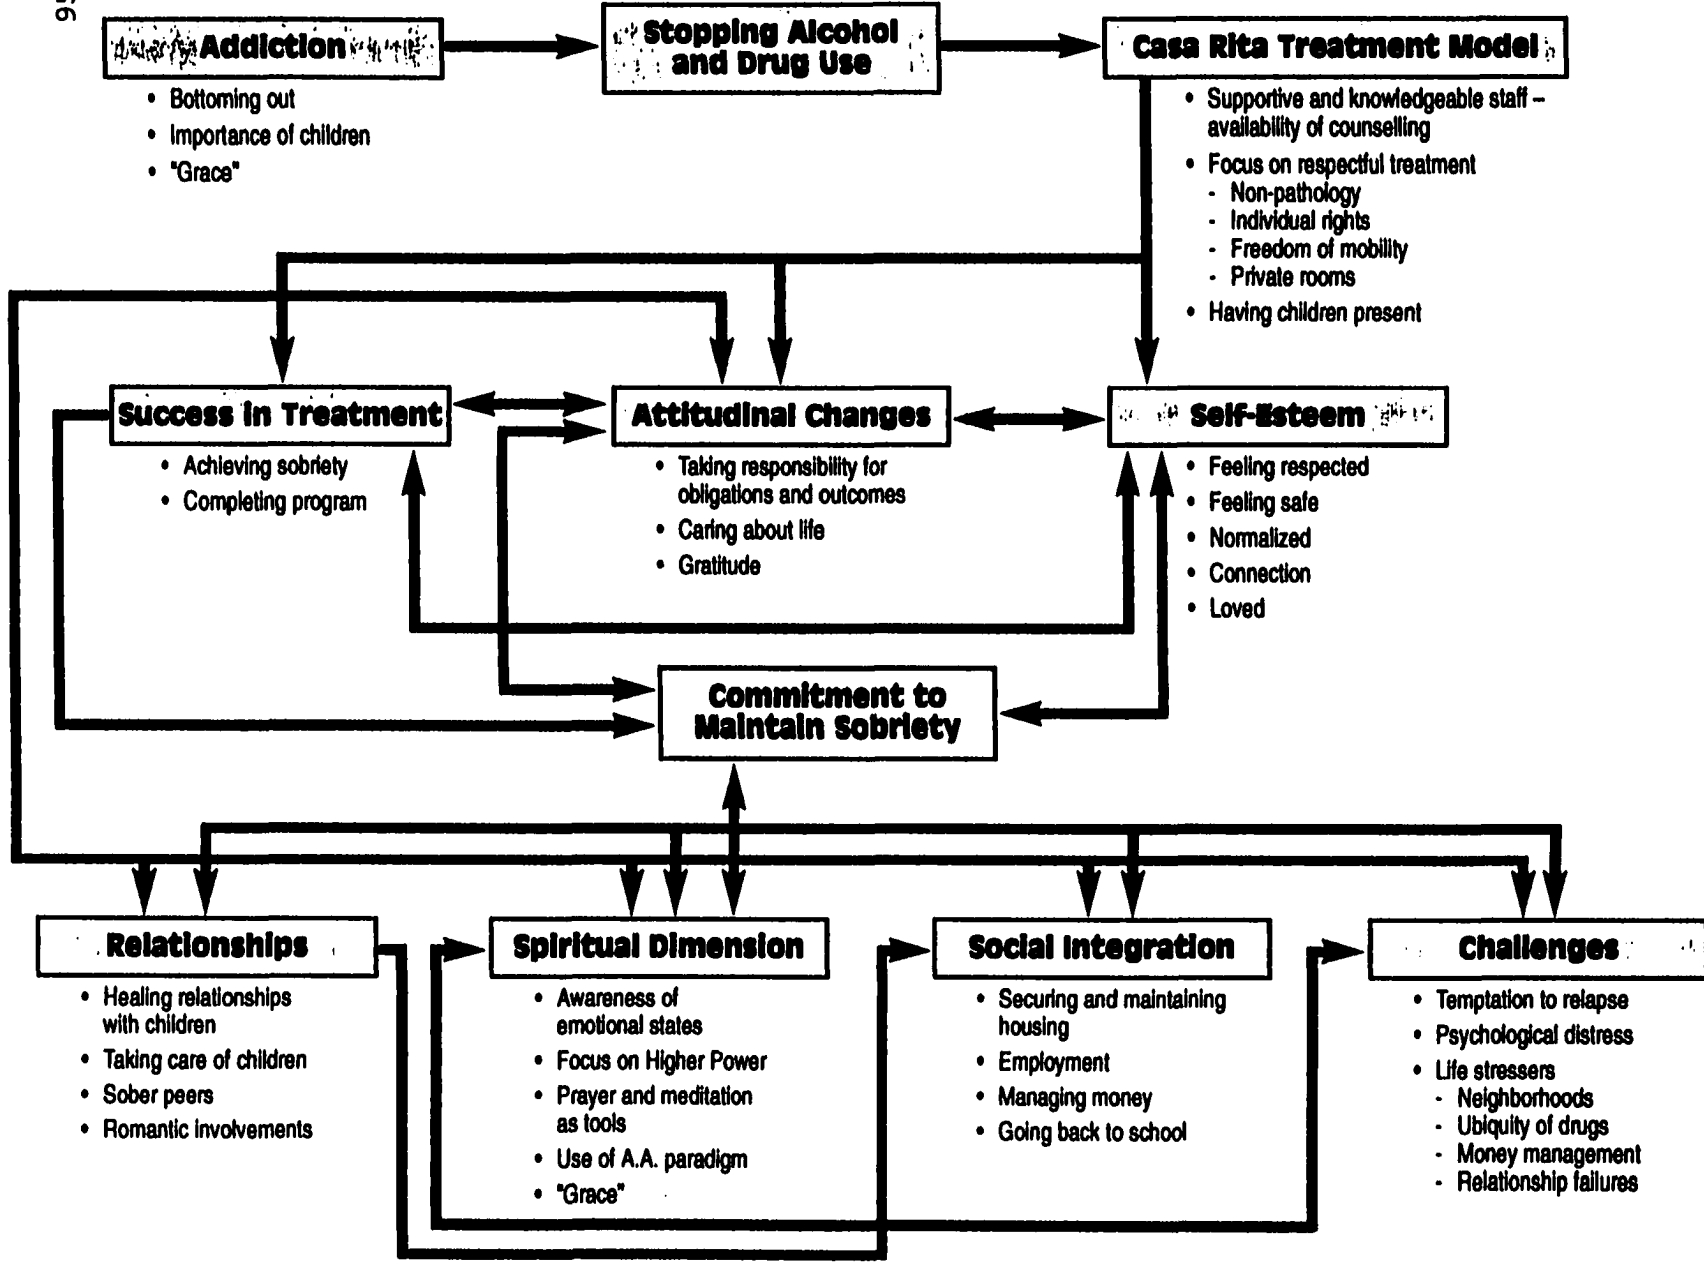 95
Addiction
• Bottoming out
• Importance of children
• "Grace"
Stopping Alcohol
and Drug Use
Casa Rita Treatment Model
• Supportive and knowledgeable staff –
availability of counselling
• Focus on respectful treatment
- Non-pathology
- Individual rights
- Freedom of mobility
- Private rooms
• Having children present
Success in Treatment
• Achieving sobriety
• Completing program
Attitudinal Changes
• Taking responsibility for
obligations and outcomes
• Caring about life
• Gratitude
Self-Esteem
• Feeling respected
• Feeling safe
• Normalized
• Connection
• Loved
Commitment to
Maintain Sobriety
Relationships
• Healing relationships
with children
• Taking care of children
• Sober peers
• Romantic involvements
Spiritual Dimension
• Awareness of
emotional states
• Focus on Higher Power
• Prayer and meditation
as tools
• Use of A.A. paradigm
• "Grace"
Social Integration
• Securing and maintaining
housing
• Employment
• Managing money
• Going back to school
Challenges
• Temptation to relapse
• Psychological distress
• Life stressers
- Neighborhoods
- Ubiquity of drugs
- Money management
- Relationship failures